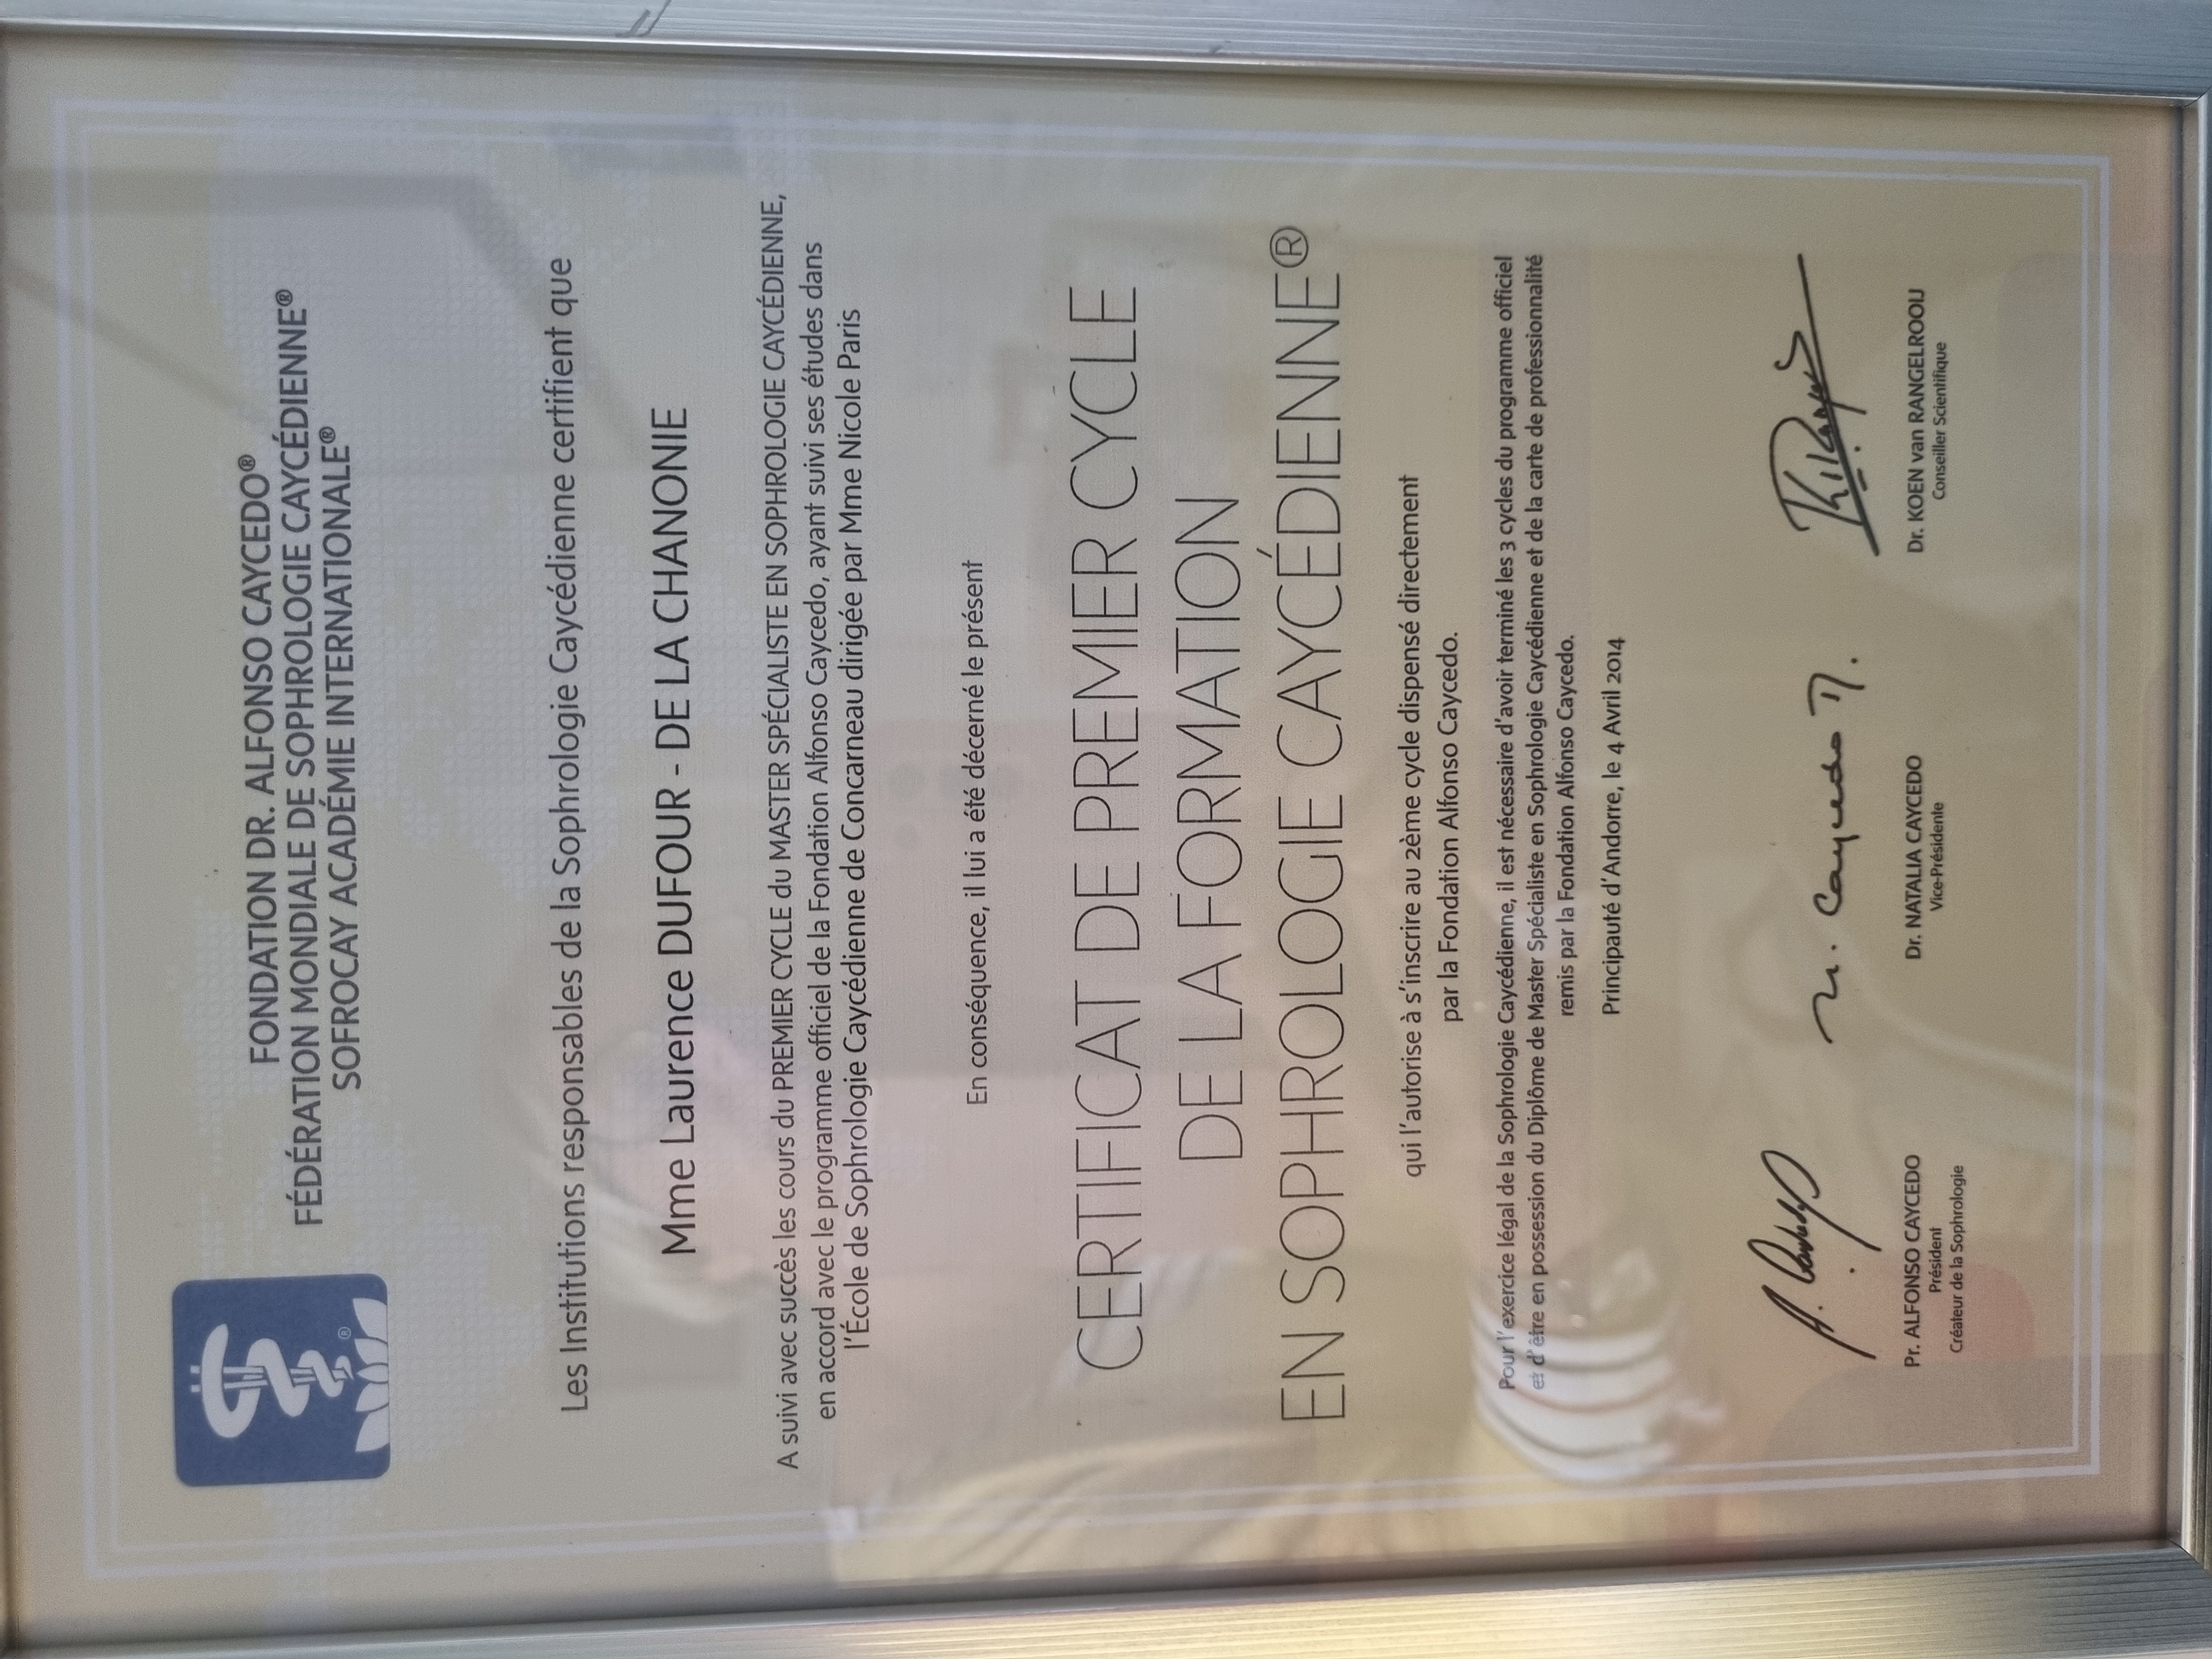 FONDATION DR. ALFONSO CAYCEDO®
FÉDÉRATION MONDIALE DE SOPHROLOGIE CAYCÉDIENNE®
SOFROCAY ACADÉMIE INTERNATIONALE®
®
Les Institutions responsables de la Sophrologie Caycédienne certifient que
Mme Laurence DUFOUR - DE LA CHANONIE
A suivi avec succès les cours du PREMIER CYCLE du MASTER SPÉCIALISTE EN SOPHROLOGIE CAYCÉDIENNE,
en accord avec le programme officiel de la Fondation Alfonso Caycedo, ayant suivi ses études dans
l'École de Sophrologie Caycédienne de Concarneau dirigée par Mme Nicole Paris
En conséquence, il lui a été décerné le présent
CERTIFICAT DE PREMIER CYCLE
DE LA FORMATION
EN SOPHROLOGIE CAYCÉDIENNE®
qui l'autorise à s'inscrire au 2ème cycle dispensé directement
par la Fondation Alfonso Caycedo.
Pour l'exercice légal de la Sophrologie Caycédienne, il est nécessaire d'avoir terminé les 3 cycles du programme officiel
et d'être en possession du Diplôme de Master Spécialiste en Sophrologie Caycédienne et de la carte de professionnalité
remis par la Fondation Alfonso Caycedo.
Principauté d'Andorre, le 4 Avril 2014
N. Caycedo
Pr. ALFONSO CAYCEDO
Président
Créateur de la Sophrologie
Dr. NATALIA CAYCEDO
Vice-Présidente
Dr. KOEN van RANGELROOIJ
Conseiller Scientifique